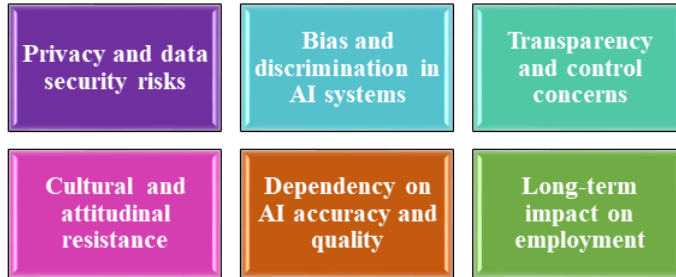 Privacy and data
security risks
Bias and
discrimination in
AI systems
Transparency
and control
concerns
Cultural and
attitudinal
resistance
Dependency on
AI accuracy and
quality
Long-term
impact on
employment